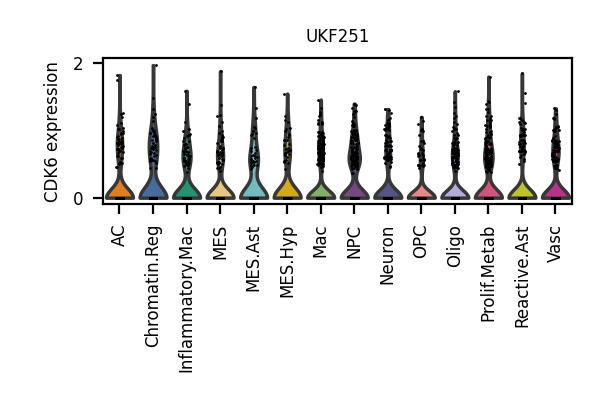 UKF251
CDK6 expression
2
0
AC
Chromatin.Reg
Inflammatory.Mac
MES
MES.Ast
MES.Hyp
Mac
NPC
Neuron
OPC
Oligo
Prolif.Metab
Reactive.Ast
Vasc